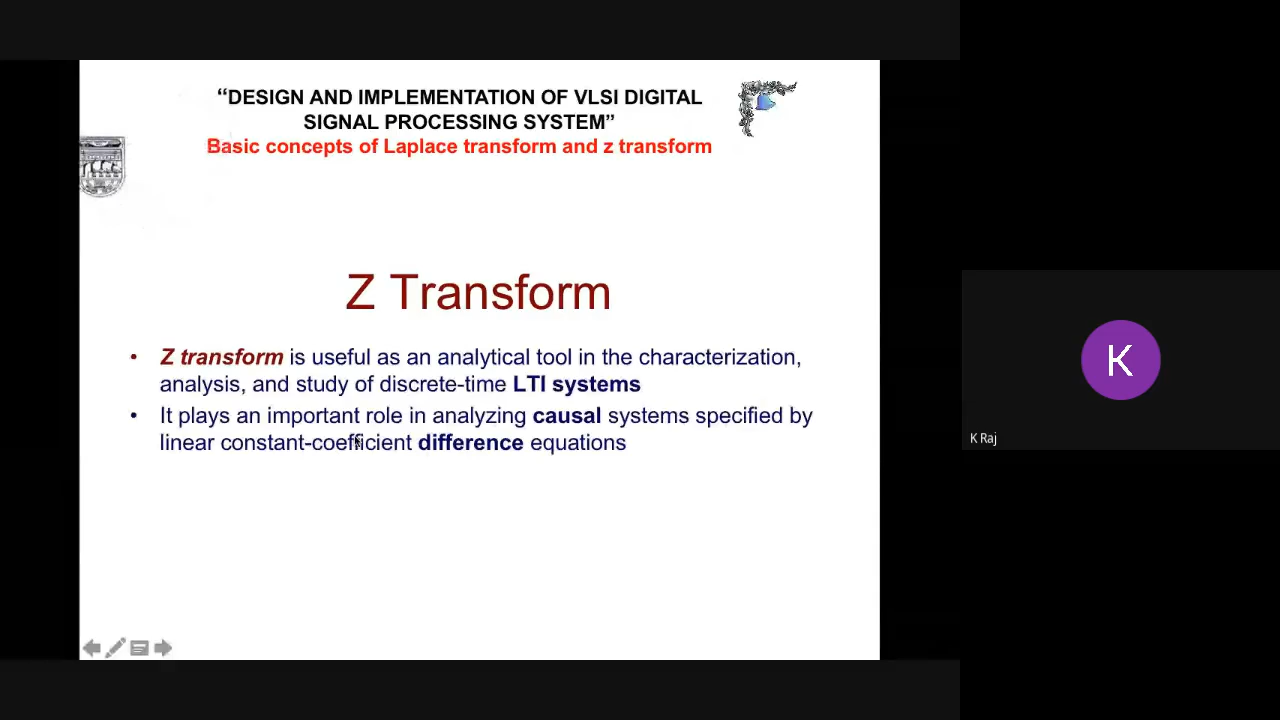 “DESIGN AND IMPLEMENTATION OF VLSI DIGITAL
SIGNAL PROCESSING SYSTEM”
Basic concepts of Laplace transform and z transform
Z Transform
• Z transform is useful as an analytical tool in the characterization,
analysis, and study of discrete-time LTI systems
• It plays an important role in analyzing causal systems specified by
linear constant-coefficient difference equations
K
K Raj